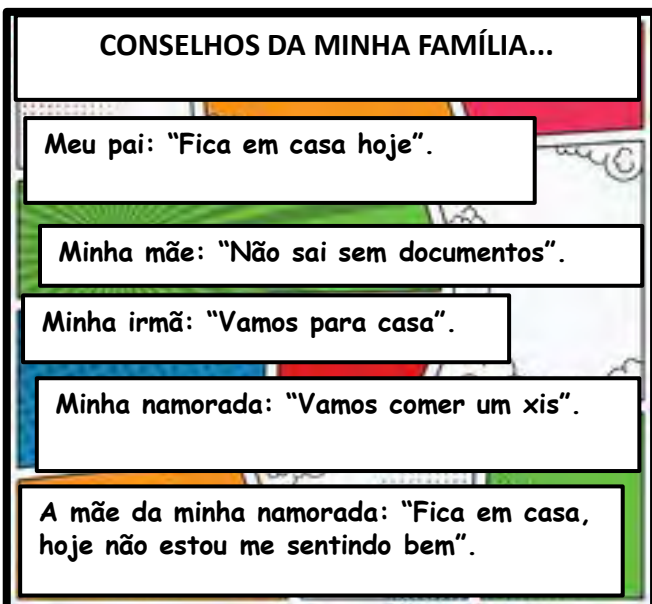 CONSELHOS DA MINHA FAMÍLIA...
Meu pai: “Fica em casa hoje”.
Minha mãe: “Não sai sem documentos”.
Minha irmã: “Vamos para casa”.
Minha namorada: “Vamos comer um xis”.
A mãe da minha namorada: “Fica em casa,
hoje não estou me sentindo bem”.